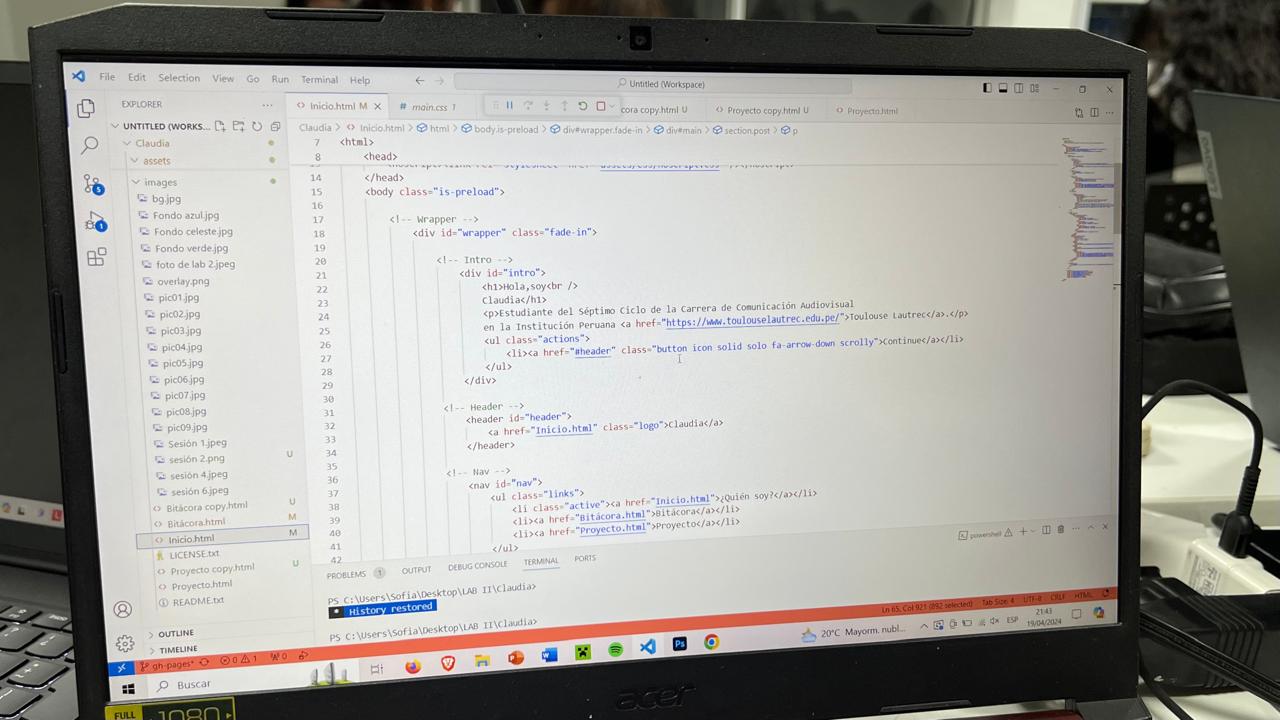 File Edit Selection View Go Run Terminal Help
Untitled (Workspace)
EXPLORER
UNTITLED (WORKS...
Claudia
assets
images
bg.jpg
Fondo azul.jpg
Fondo celeste.jpg
Fondo verde.jpg
foto de lab 2.jpeg
overlay.png
pic01.jpg
pic02.jpg
pic03.jpg
pic04.jpg
pic05.jpg
pic06.jpg
pic07.jpg
pic08.jpg
pic09.jpg
Sesión 1.jpeg
sesión 2.png U
sesión 4.jpeg
sesión 6.jpeg
Bitácora copy.html U
Bitácora.html M
Inicio.html M
LICENSE.txt
Proyecto copy.html U
Proyecto.html
README.txt
OUTLINE
TIMELINE
Inicio.html M
main.css 1
cora copy.html U
Proyecto copy.html U
Proyecto.html
Claudia > Inicio.html > html > body.is-preload > div#wrapper.fade-in > div#main > section.post > p
7 <html>
8 <head>
14 </head>
15 <body class="is-preload">
16
17 <!-- Wrapper -->
18 <div id="wrapper" class="fade-in">
19
20 <!-- Intro -->
21 <div id="intro">
22 <h1>Hola,soy<br />
23 Claudia</h1>
24 <p>Estudiante del Séptimo Ciclo de la Carrera de Comunicación Audiovisual
25 en la Institución Peruana <a href="https://www.toulouselautrec.edu.pe/">Toulouse Lautrec</a>.</p>
26 <ul class="actions">
27 <li><a href="#header" class="button icon solid solo fa-arrow-down scrolly">Continue</a></li>
28 </ul>
29 </div>
30
31 <!-- Header -->
32 <header id="header">
33 <a href="Inicio.html" class="logo">Claudia</a>
34 </header>
35
36 <!-- Nav -->
37 <nav id="nav">
38 <ul class="links">
39 <li class="active"><a href="Inicio.html">¿Quién soy?</a></li>
40 <li><a href="Bitácora.html">Bitácora</a></li>
41 <li><a href="Proyecto.html">Proyecto</a></li>
42 </ul>
PROBLEMS 1 OUTPUT DEBUG CONSOLE TERMINAL PORTS
powershell
PS C:\Users\Sofia\Desktop\LAB II\Claudia>
* History restored
PS C:\Users\Sofia\Desktop\LAB II\Claudia>
gh-pages* 0 1 0
Ln 65, Col 921 (892 selected) Tab Size: 4 UTF-8 CRLF HTML
Buscar
20°C Mayorm. nubl...
ESP
21:43
19/04/2024
acer
FULL
1080